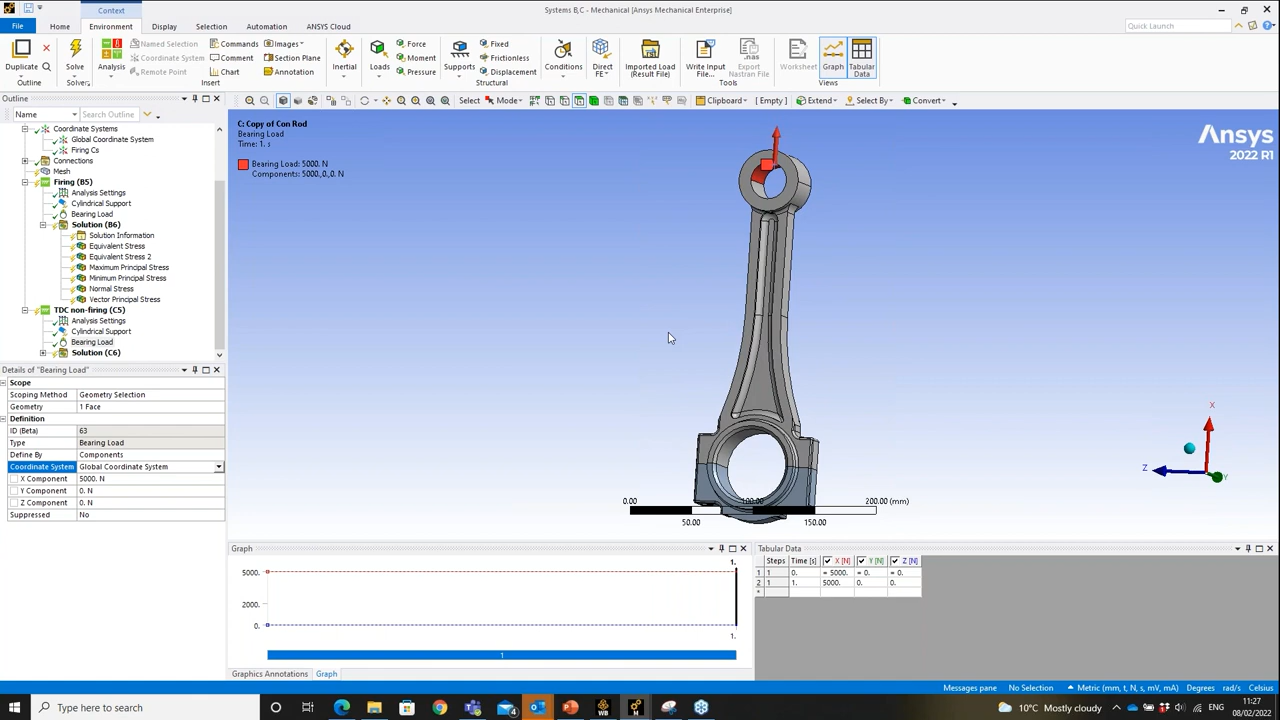 Systems B,C - Mechanical [Ansys Mechanical Enterprise]
Context
File
Home
Environment
Display
Selection
Automation
ANSYS Cloud
Quick Launch
Duplicate
Outline
Solve
Solver
Analysis
Named Selection
Coordinate System
Remote Point
Commands
Comment
Chart
Images
Section Plane
Annotation
Insert
Inertial
Loads
Force
Moment
Pressure
Supports
Fixed
Frictionless
Displacement
Structural
Conditions
Direct FE
Imported Load (Result File)
Write Input File...
Export Nastran File
Tools
Worksheet
Graph
Tabular Data
Views
Outline
Name
Search Outline
Select
Mode
Clipboard
[ Empty ]
Extend
Select By
Convert
Coordinate Systems
Global Coordinate System
Firing Cs
Connections
Mesh
Firing (B5)
Analysis Settings
Cylindrical Support
Bearing Load
Solution (B6)
Solution Information
Equivalent Stress
Equivalent Stress 2
Maximum Principal Stress
Minimum Principal Stress
Normal Stress
Vector Principal Stress
TDC non-firing (C5)
Analysis Settings
Cylindrical Support
Bearing Load
Solution (C6)
Details of "Bearing Load"
Scope
Scoping Method Geometry Selection
Geometry 1 Face
Definition
ID (Beta) 63
Type Bearing Load
Define By Components
Coordinate System Global Coordinate System
X Component 5000. N
Y Component 0. N
Z Component 0. N
Suppressed No
C: Copy of Con Rod
Bearing Load
Time: 1. s
Bearing Load: 5000. N
Components: 5000.,0.,0. N
Ansys
2022 R1
X
Z
Y
0.00 100.00 200.00 (mm)
50.00 150.00
Graph
1.
5000.
2000.
0.
1.
1
Graphics Annotations
Graph
Tabular Data
Steps Time [s] X [N] Y [N] Z [N]
1 1 0. = 5000. = 0. = 0.
2 1 1. 5000. 0. 0.
*
Messages pane
No Selection
Metric (mm, t, N, s, mV, mA)
Degrees
rad/s
Celsius
Type here to search
10°C Mostly cloudy
11:27
08/02/2022